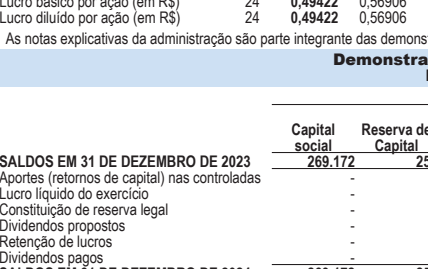 Lucro básico por ação (em R$) 24 0,49422 0,56906
Lucro diluído por ação (em R$) 24 0,49422 0,56906
As notas explicativas da administração são parte integrante das demons
Demonstra
Capital social Reserva de Capital
SALDOS EM 31 DE DEZEMBRO DE 2023 269.172 25
Aportes (retornos de capital) nas controladas -
Lucro líquido do exercício -
Constituição de reserva legal -
Dividendos propostos -
Retenção de lucros -
Dividendos pagos -